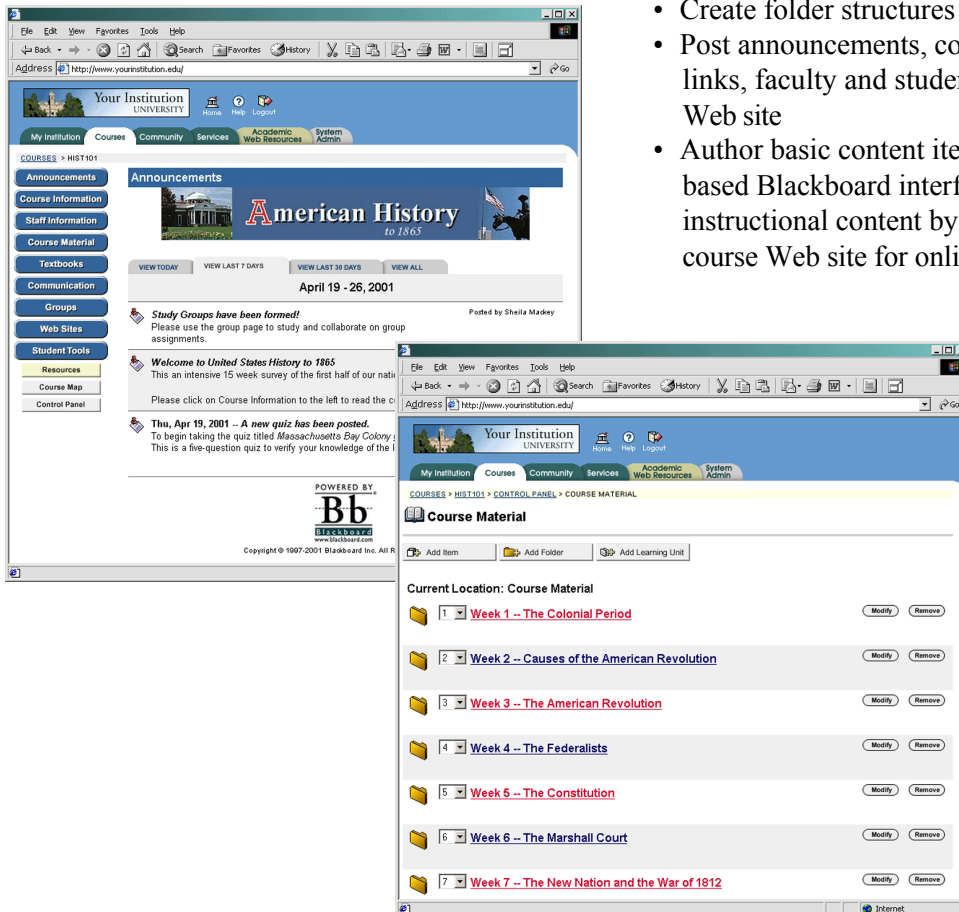 File Edit View Favorites Tools Help
Back Search Favorites History
Address http://www.yourinstitution.edu/ Go
Your Institution
UNIVERSITY
Home Help Logout
My Institution Courses Community Services Academic Web Resources System Admin
COURSES > HIST101
Announcements
Course Information
Staff Information
Course Material
Textbooks
Communication
Groups
Web Sites
Student Tools
Resources
Course Map
Control Panel
Announcements
American History
to 1865
VIEW TODAY VIEW LAST 7 DAYS VIEW LAST 30 DAYS VIEW ALL
April 19 - 26, 2001
Study Groups have been formed! Posted by Sheila Mackey
Please use the group page to study and collaborate on group
assignments.
Welcome to United States History to 1865
This an intensive 15 week survey of the first half of our
Please click on Course Information to the left to read the
Thu, Apr 19, 2001 -- A new quiz has been posted.
To begin taking the quiz titled Massachusetts Bay Colony
This is a five-question quiz to verify your knowledge of the
POWERED BY
Bb
Blackboard
www.blackboard.com
Copyright © 1997-2001 Blackboard Inc. All R
• Create folder structures
• Post announcements, co
links, faculty and studen
Web site
• Author basic content ite
based Blackboard interf
instructional content by
course Web site for onli
File Edit View Favorites Tools Help
Back Search Favorites History
Address http://www.yourinstitution.edu/ Go
Your Institution
UNIVERSITY
Home Help Logout
My Institution Courses Community Services Academic Web Resources System Admin
COURSES > HIST101 > CONTROL PANEL > COURSE MATERIAL
Course Material
Add Item Add Folder Add Learning Unit
Current Location: Course Material
1 Week 1 -- The Colonial Period Modify Remove
2 Week 2 -- Causes of the American Revolution Modify Remove
3 Week 3 -- The American Revolution Modify Remove
4 Week 4 -- The Federalists Modify Remove
5 Week 5 -- The Constitution Modify Remove
6 Week 6 -- The Marshall Court Modify Remove
7 Week 7 -- The New Nation and the War of 1812 Modify Remove
Internet